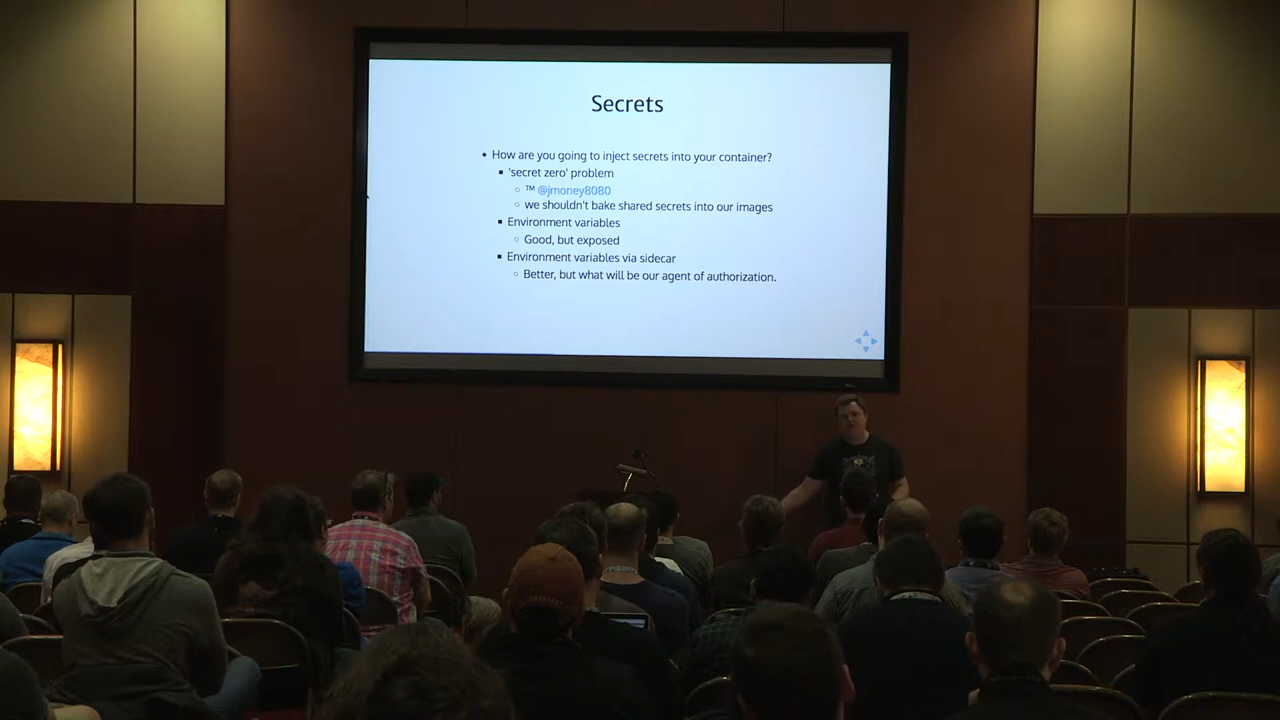 Secrets
How are you going to inject secrets into your container?
'secret zero' problem
™ @jmoney8080
we shouldn't bake shared secrets into our images
Environment variables
Good, but exposed
Environment variables via sidecar
Better, but what will be our agent of authorization.